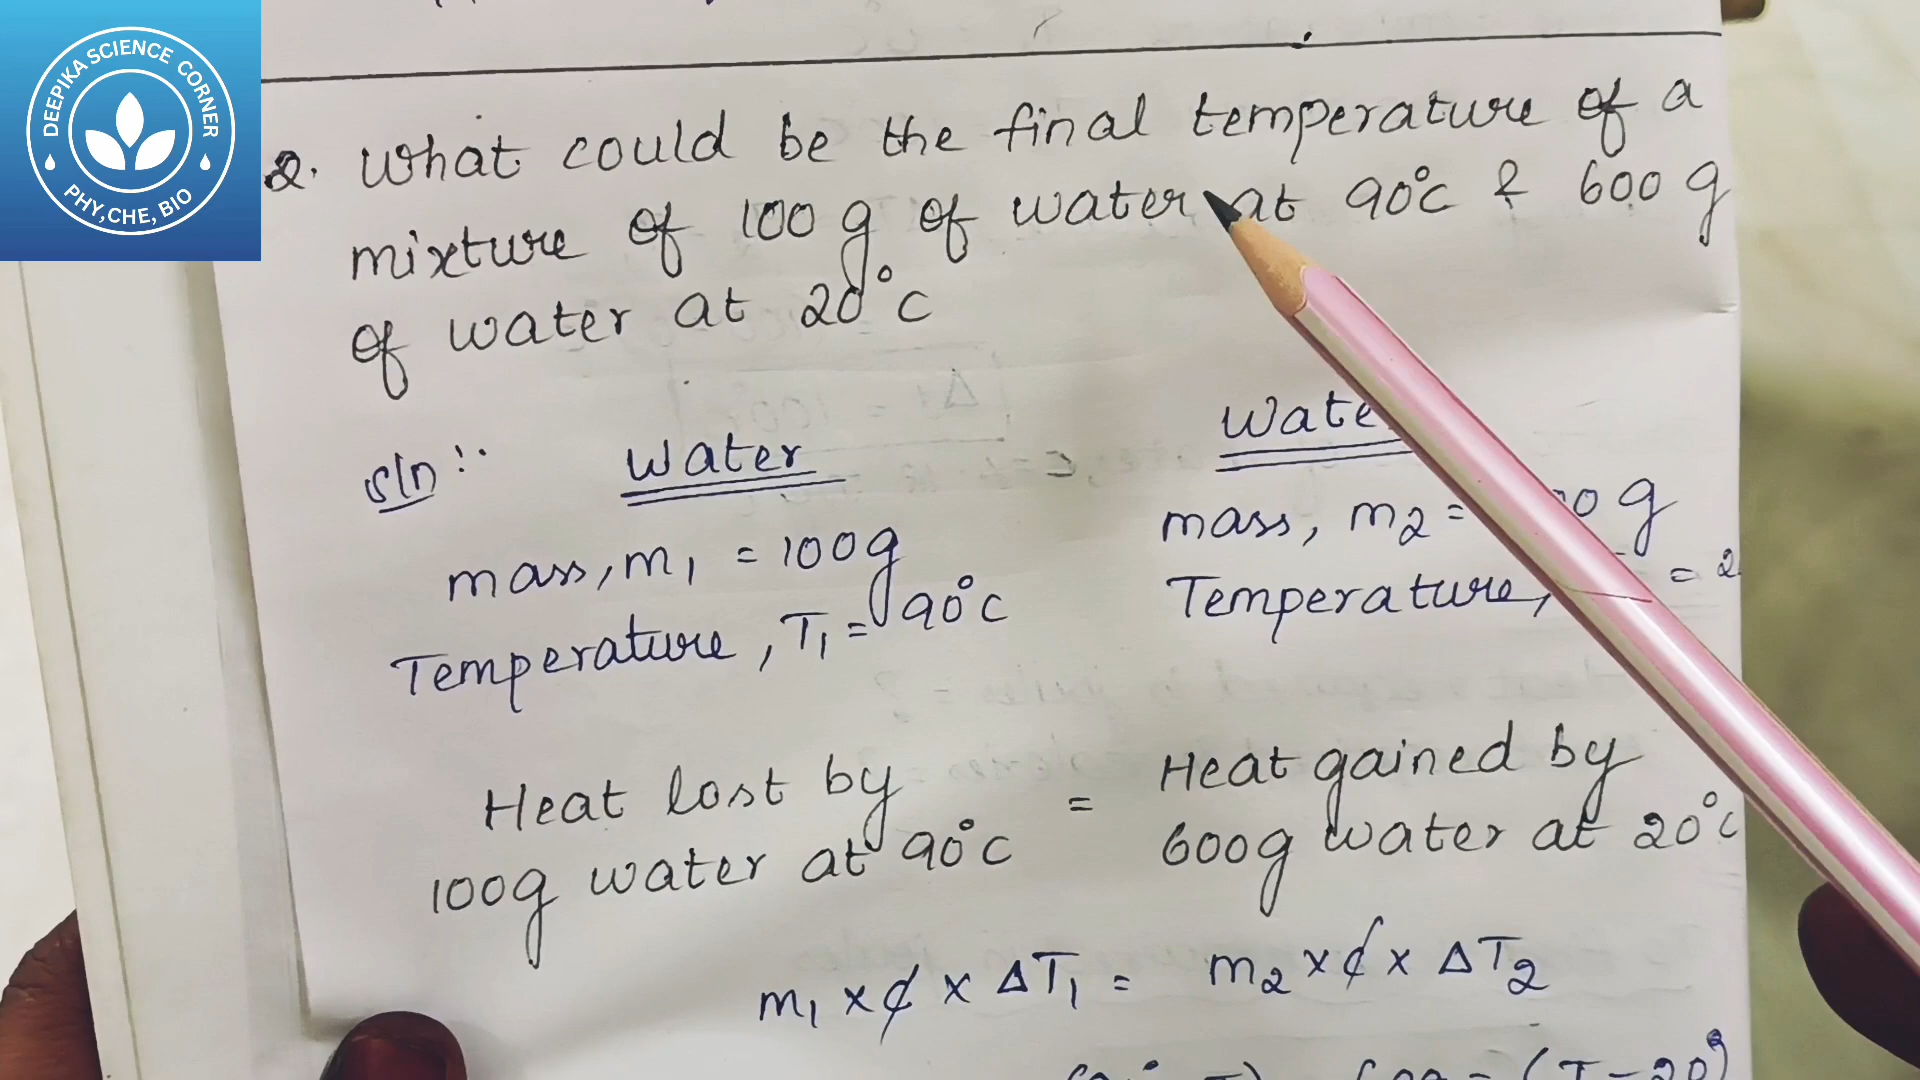 DEEPIKA SCIENCE CORNER
PHY,CHE, BIO
2. What could be the final temperature of a
mixture of 100 g of water at 90°c & 600 g
of water at 20°c
Sln :-
Water
mass, m1 = 100g
Temperature, T1 = 90°c
mass, m2 =
Temperature,
Heat lost by
100g water at 90°c
=
Heat gained by
600g water at 20°c
m1 x c x ΔT1 = m2 x c x ΔT2